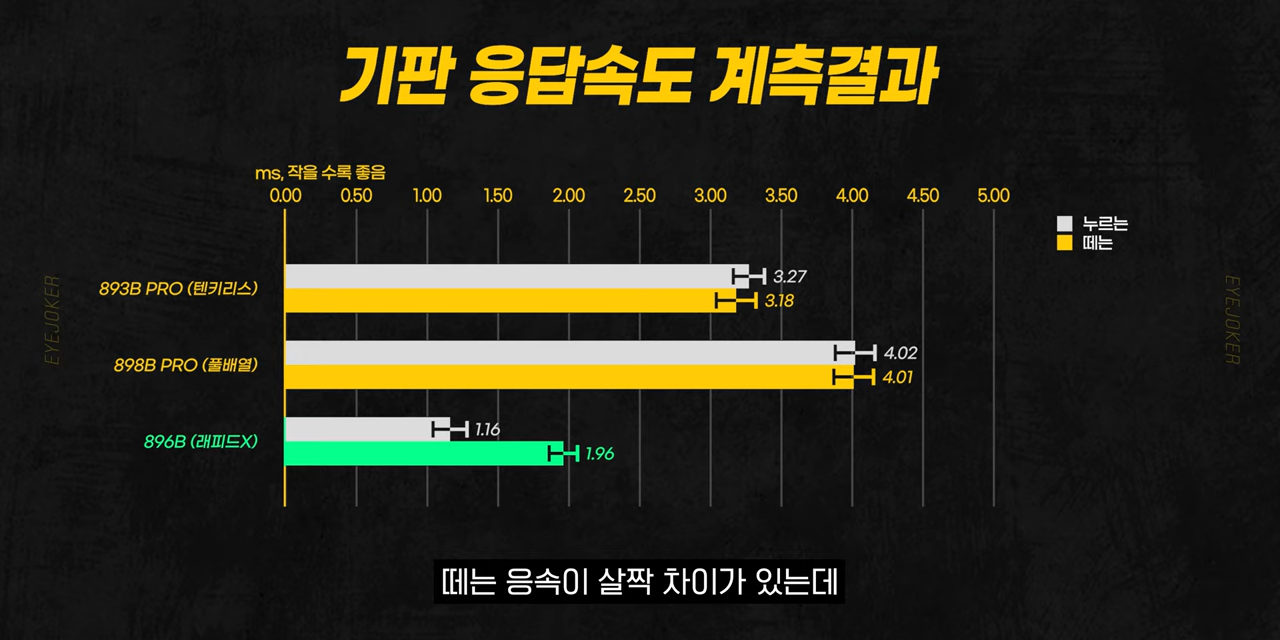 기판 응답속도 계측결과
ms, 작을 수록 좋음
0.00 0.50 1.00 1.50 2.00 2.50 3.00 3.50 4.00 4.50 5.00
누르는
떼는
EYEJOKER
EYEJOKER
893B PRO (텐키리스)
3.27
3.18
898B PRO (풀배열)
4.02
4.01
896B (래피드X)
1.16
1.96
떼는 응속이 살짝 차이가 있는데